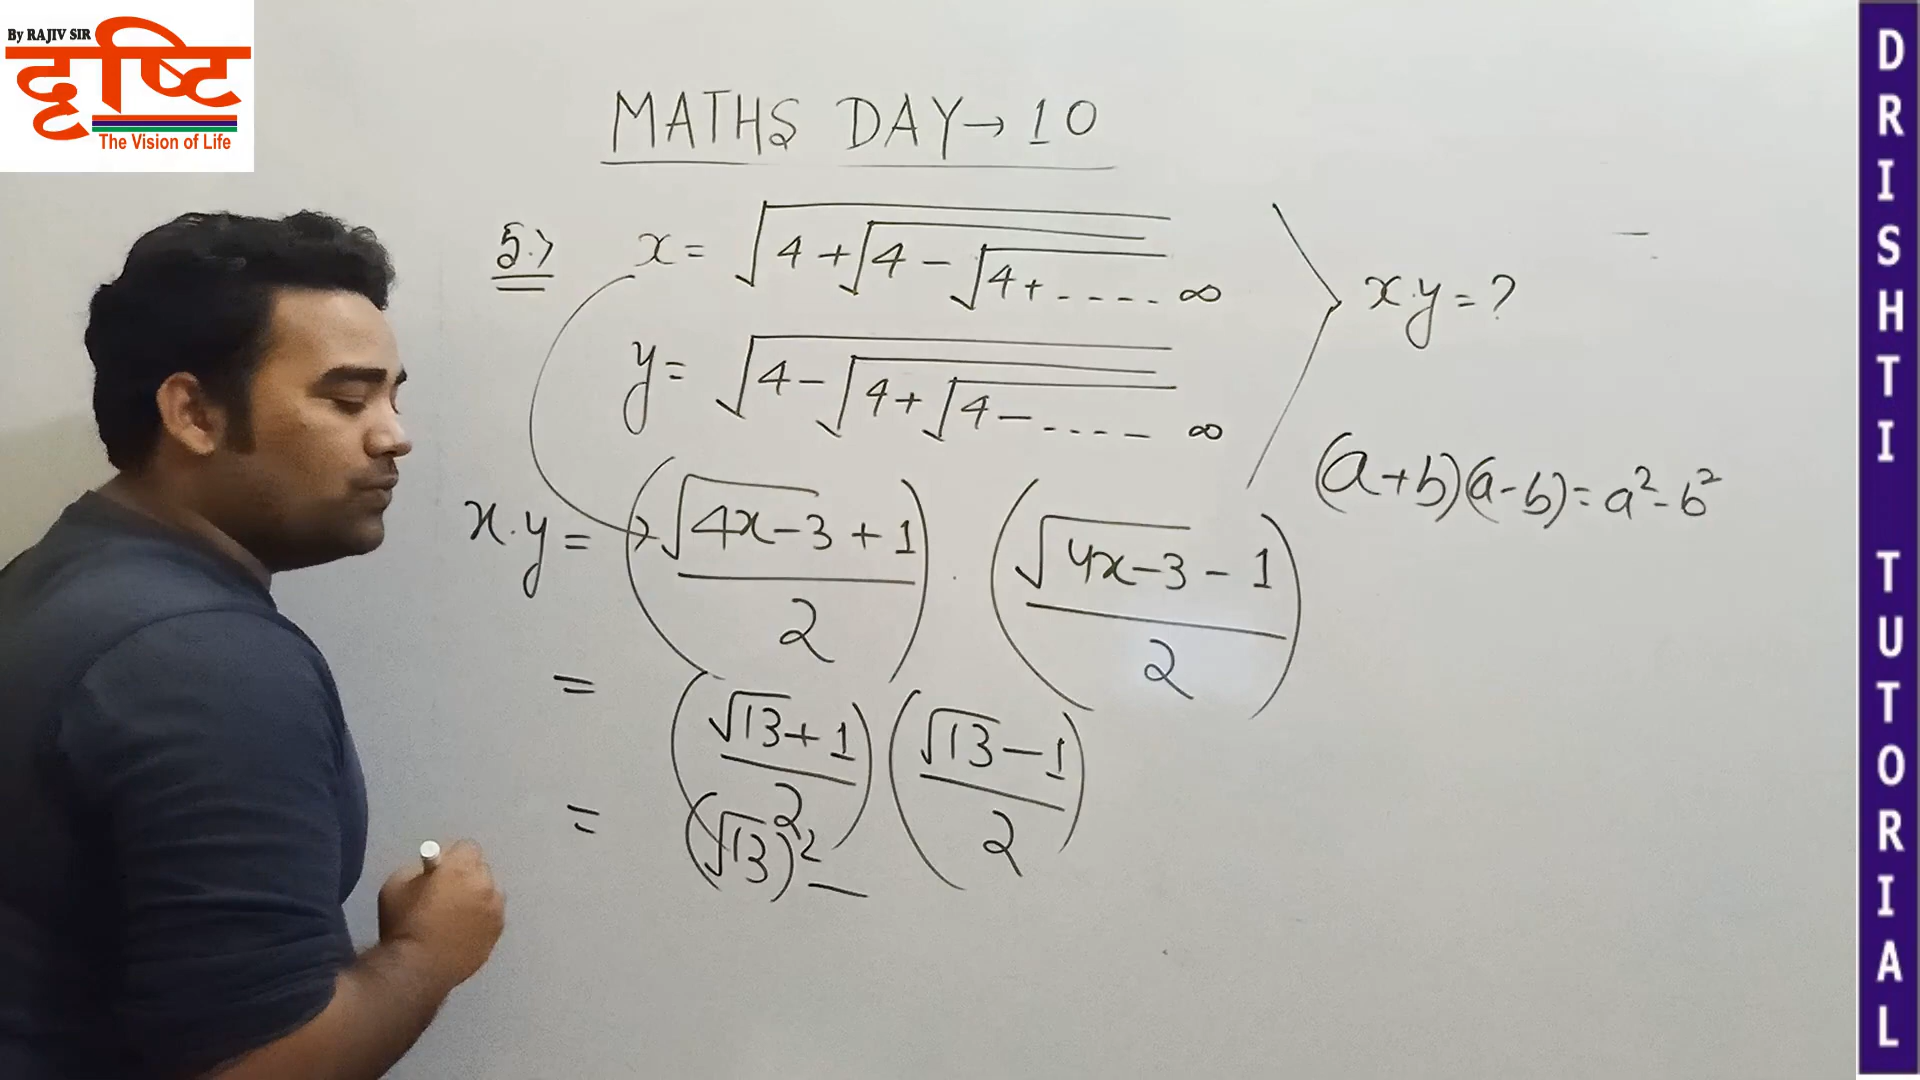 By RAJIV SIR
दृष्टि
The Vision of Life
MATHS DAY→10
5.> x = √4+√4-√4+----- ∞
y = √4-√4+√4------ ∞
x.y = ?
(a+b)(a-b) = a²-b²
x.y = (√4x-3 + 1 / 2) . (√4x-3 - 1 / 2)
= (√13+1 / 2) (√13-1 / 2)
= (√13)² -
DRISHTI TUTORIAL